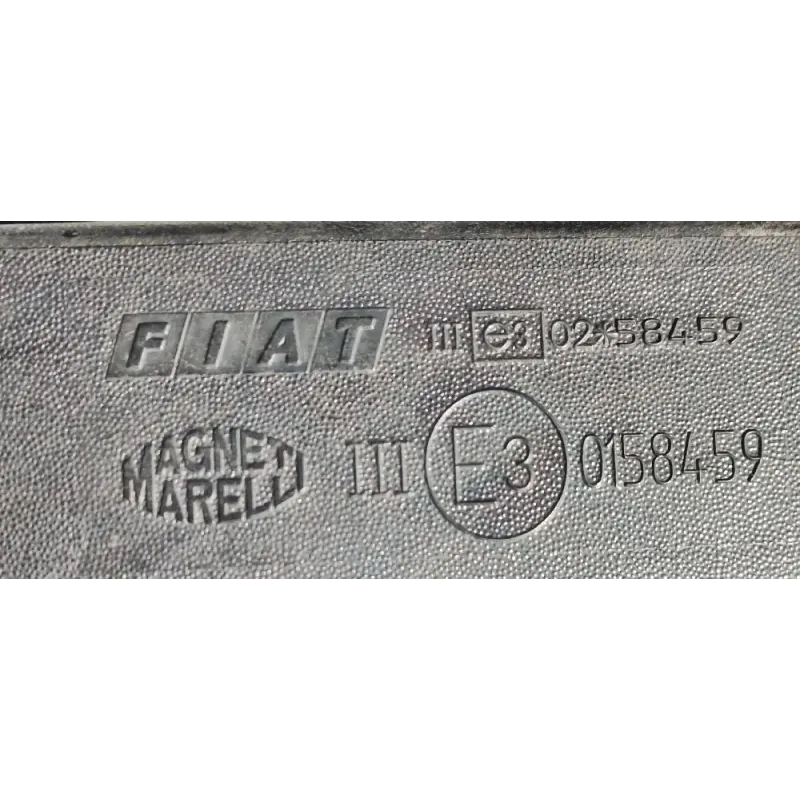 FIAT III e3 02*58459
MAGNETI
MARELLI III E3 0158459